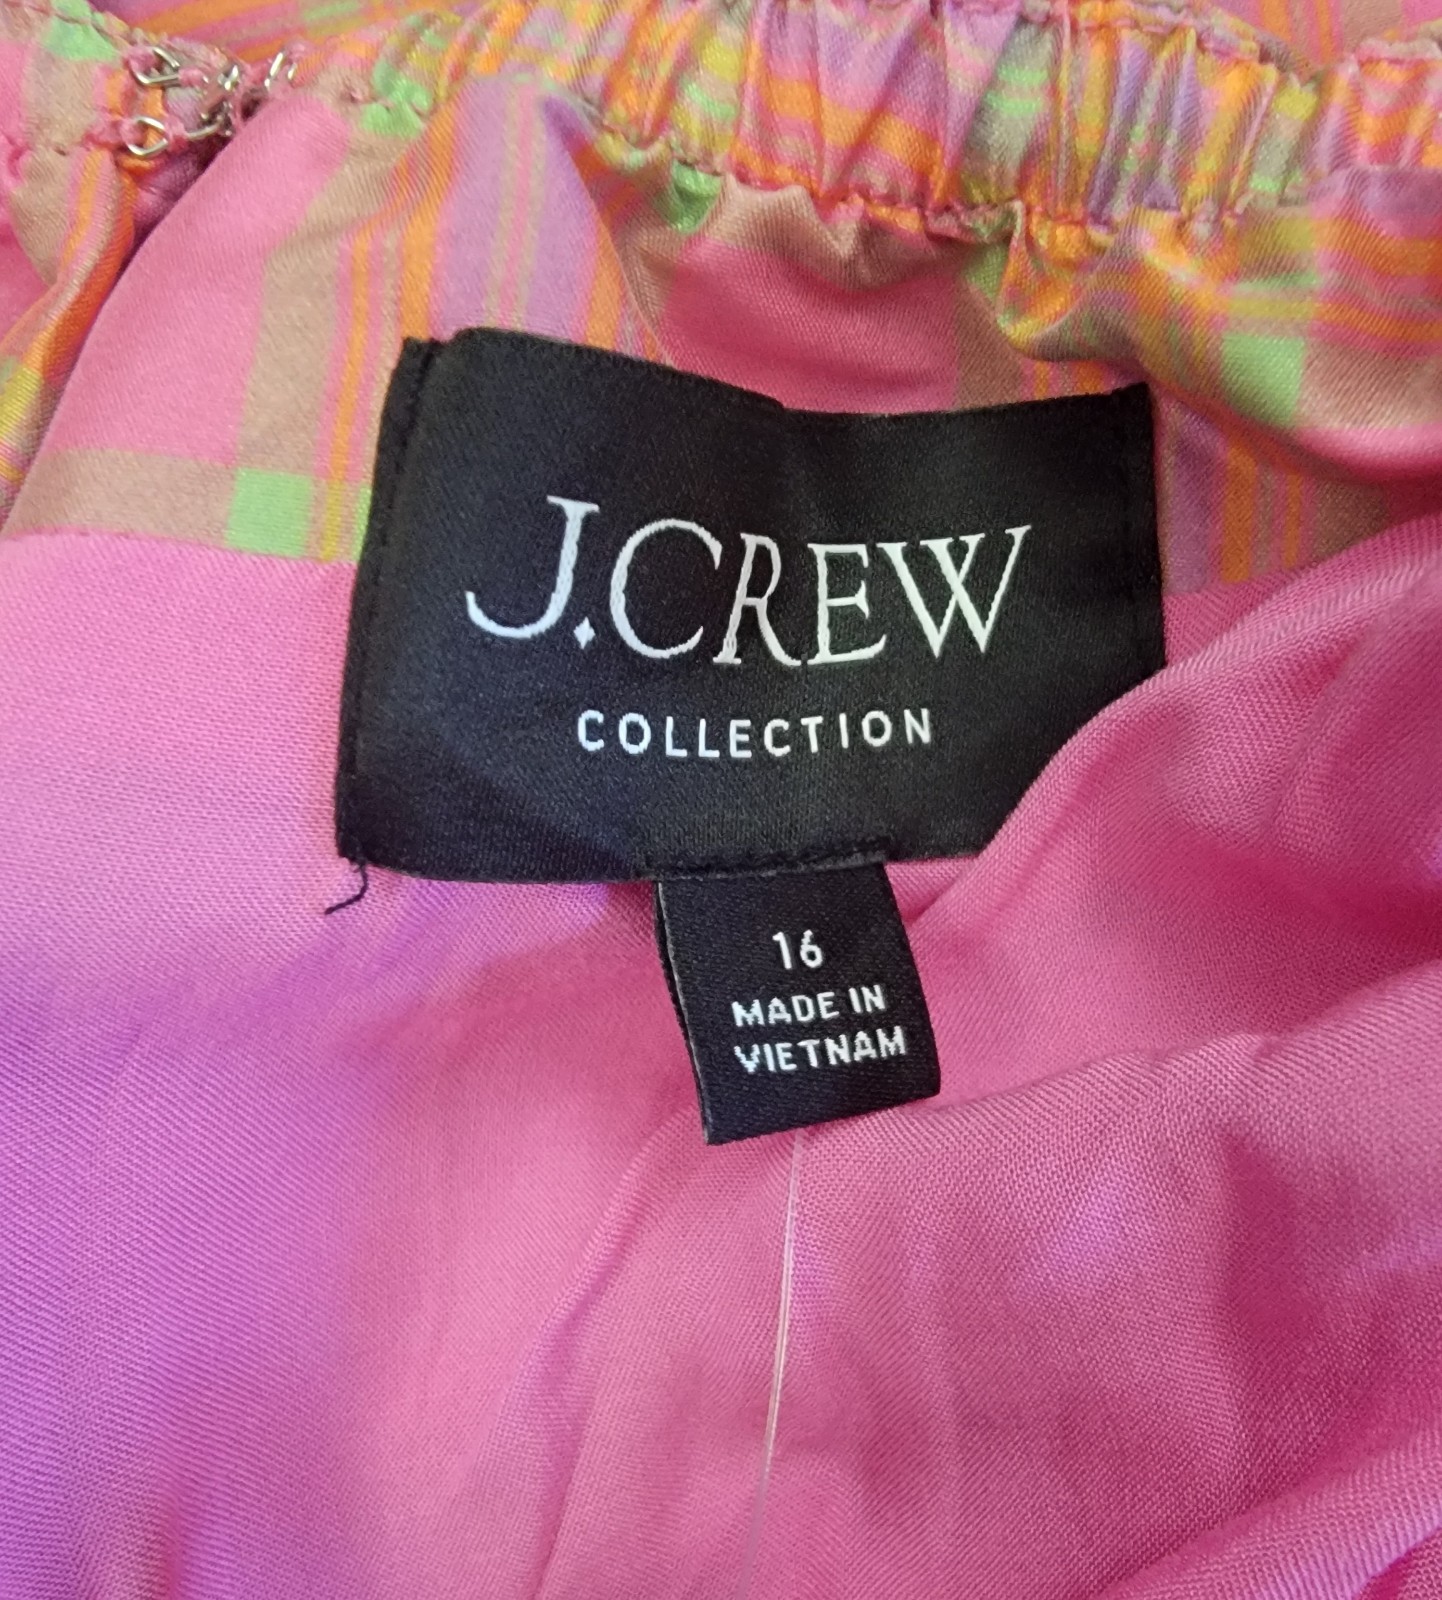 J.CREW
COLLECTION
16
MADE IN
VIETNAM